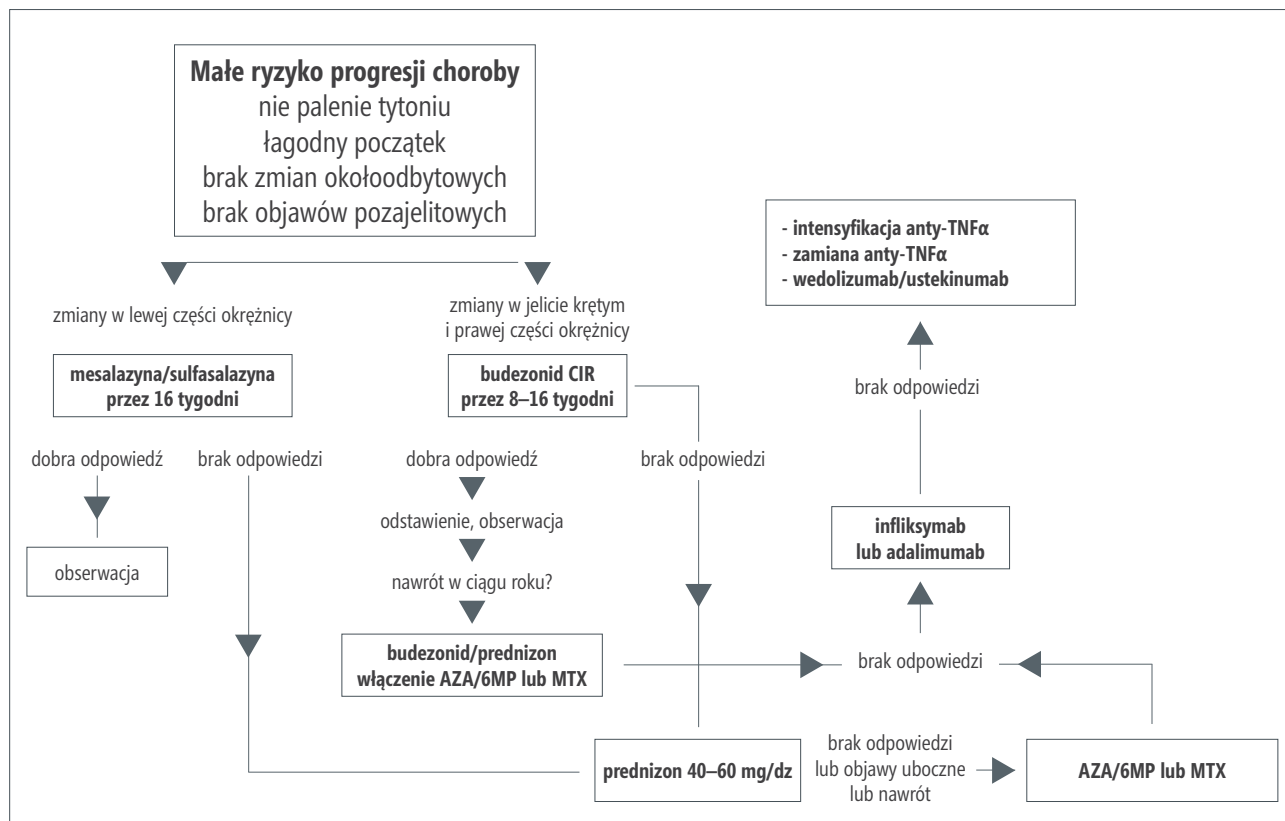 Małe ryzyko progresji choroby
nie palenie tytoniu
łagodny początek
brak zmian okołoodbytowych
brak objawów pozajelitowych
- intensyfikacja anty-TNFα
- zamiana anty-TNFα
- wedolizumab/ustekinumab
zmiany w lewej części okrężnicy
zmiany w jelicie krętym
i prawej części okrężnicy
mesalazyna/sulfasalazyna
przez 16 tygodni
budezonid CIR
przez 8–16 tygodni
brak odpowiedzi
dobra odpowiedź
brak odpowiedzi
dobra odpowiedź
brak odpowiedzi
odstawienie, obserwacja
infliksymab
lub adalimumab
obserwacja
nawrót w ciągu roku?
budezonid/prednizon
włączenie AZA/6MP lub MTX
brak odpowiedzi
prednizon 40–60 mg/dz
brak odpowiedzi
lub objawy uboczne
lub nawrót
AZA/6MP lub MTX